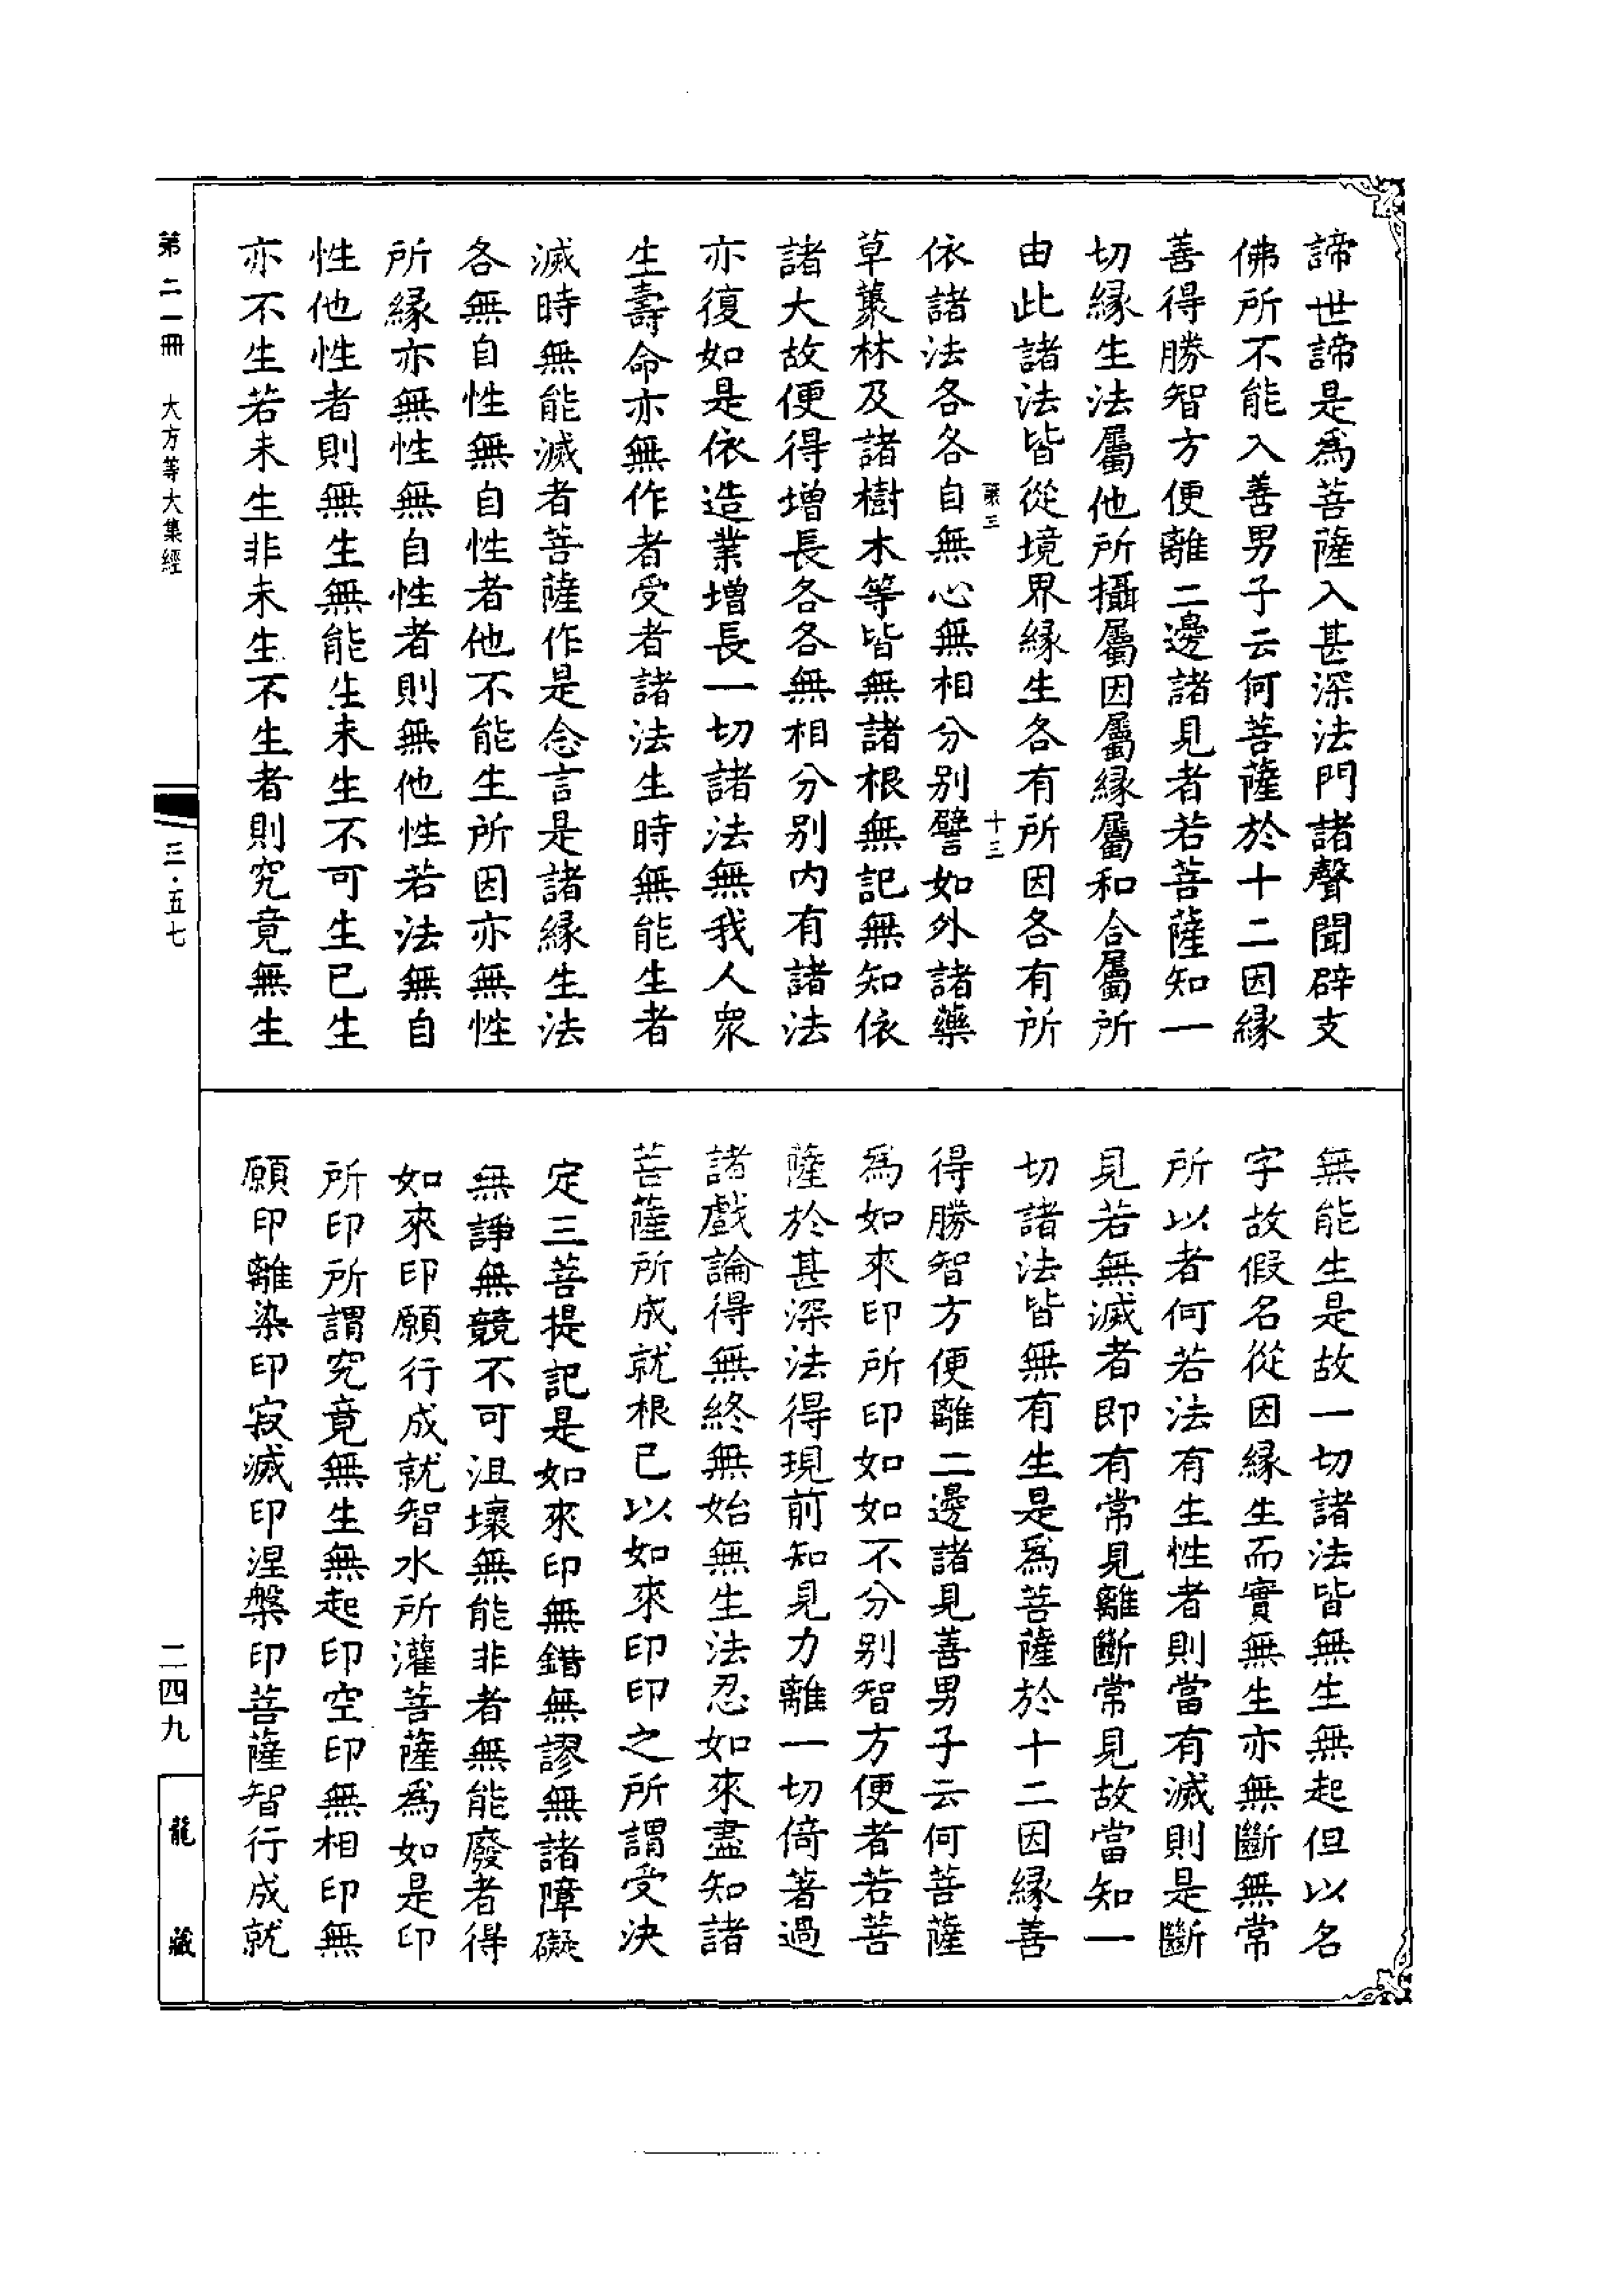 諦世諦是爲菩薩入甚深法門諸聲聞辟支
佛所不能入善男子云何菩薩於十二因緣
善得勝智方便離二邊諸見者若菩薩知一
切緣生法屬他所攝屬因屬緣屬和合屬所
由此諸法皆從境界緣生各有所因各有所
十三
依諸法各各自無心無相分別譬如外諸藥
草叢林及諸樹木等皆無諸根無記無知依
諸大故便得增長各各無相分別内有諸法
亦復如是依造業增長一切諸法無我人衆
生壽命亦無作者受者諸法生時無能生者
滅時無能滅者菩薩作是念言是諸緣生法
各無自性無自性者他不能生所因亦無性
所緣亦無性無自性者則無他性若法無自
性他性者則無生無能生未生不可生已生
亦不生若未生非未生不生者則究竟無生
無能生是故一切諸法皆無生無起但以名
字故假名從因緣生而實無生亦無斷無常
所以者何若法有生性者則當有滅則是斷
見若無滅者即有常見離斷常見故當知一
切諸法皆無有生是爲菩薩於十二因緣善
得勝智方便離二邊諸見善男子云何菩薩
爲如來印所印如如不分別智方便者若菩
薩於甚深法得現前知見力離一切倚著過
諸戲論得無終無始無生法忍如來盡知諸
菩薩所成就根已以如來印印之所謂受決
定三菩提記是如來印無錯無謬無諸障礙
無諍無競不可沮壞無能非者無能廢者得
如來印願行成就智水所灌菩薩爲如是印
所印所謂究竟無生無起印空印無相印無
願印離染印寂滅印涅槃印菩薩智行成就
第二一冊 大方等大集經
三·五七
二四九
龍藏